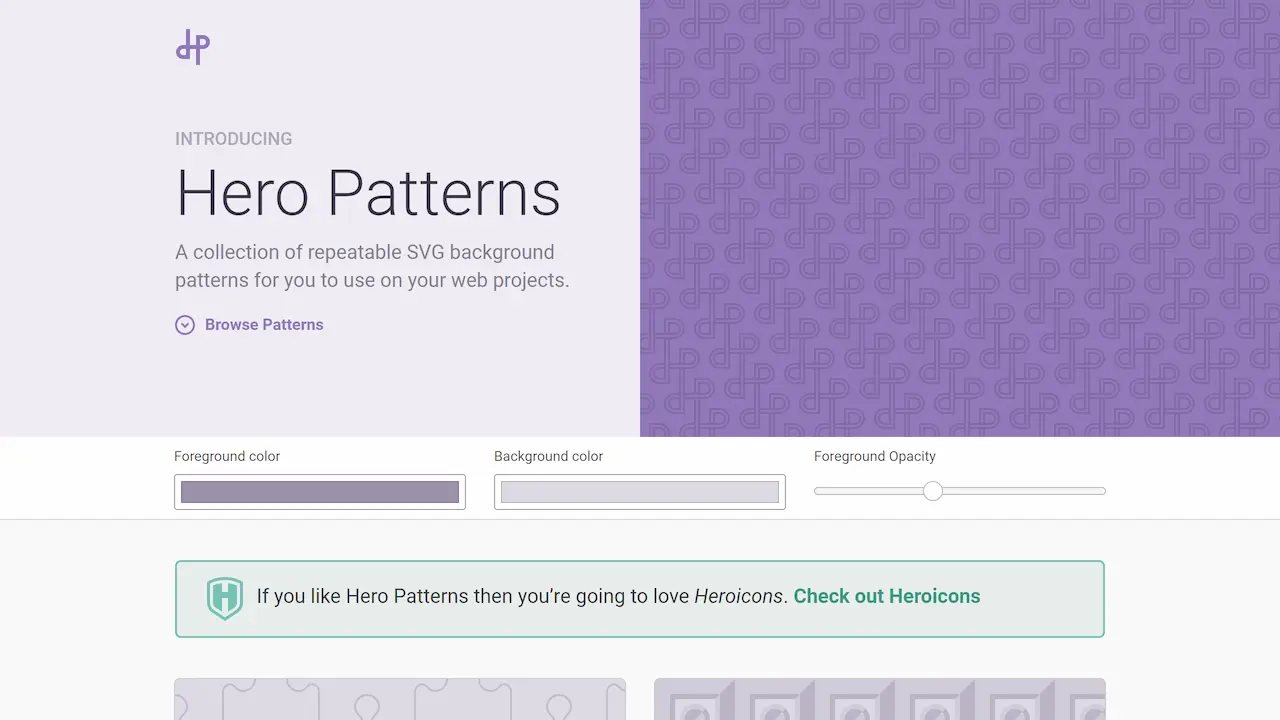 INTRODUCING
Hero Patterns
A collection of repeatable SVG background
patterns for you to use on your web projects.
Browse Patterns
Foreground color
Background color
Foreground Opacity
If you like Hero Patterns then you’re going to love Heroicons. Check out Heroicons